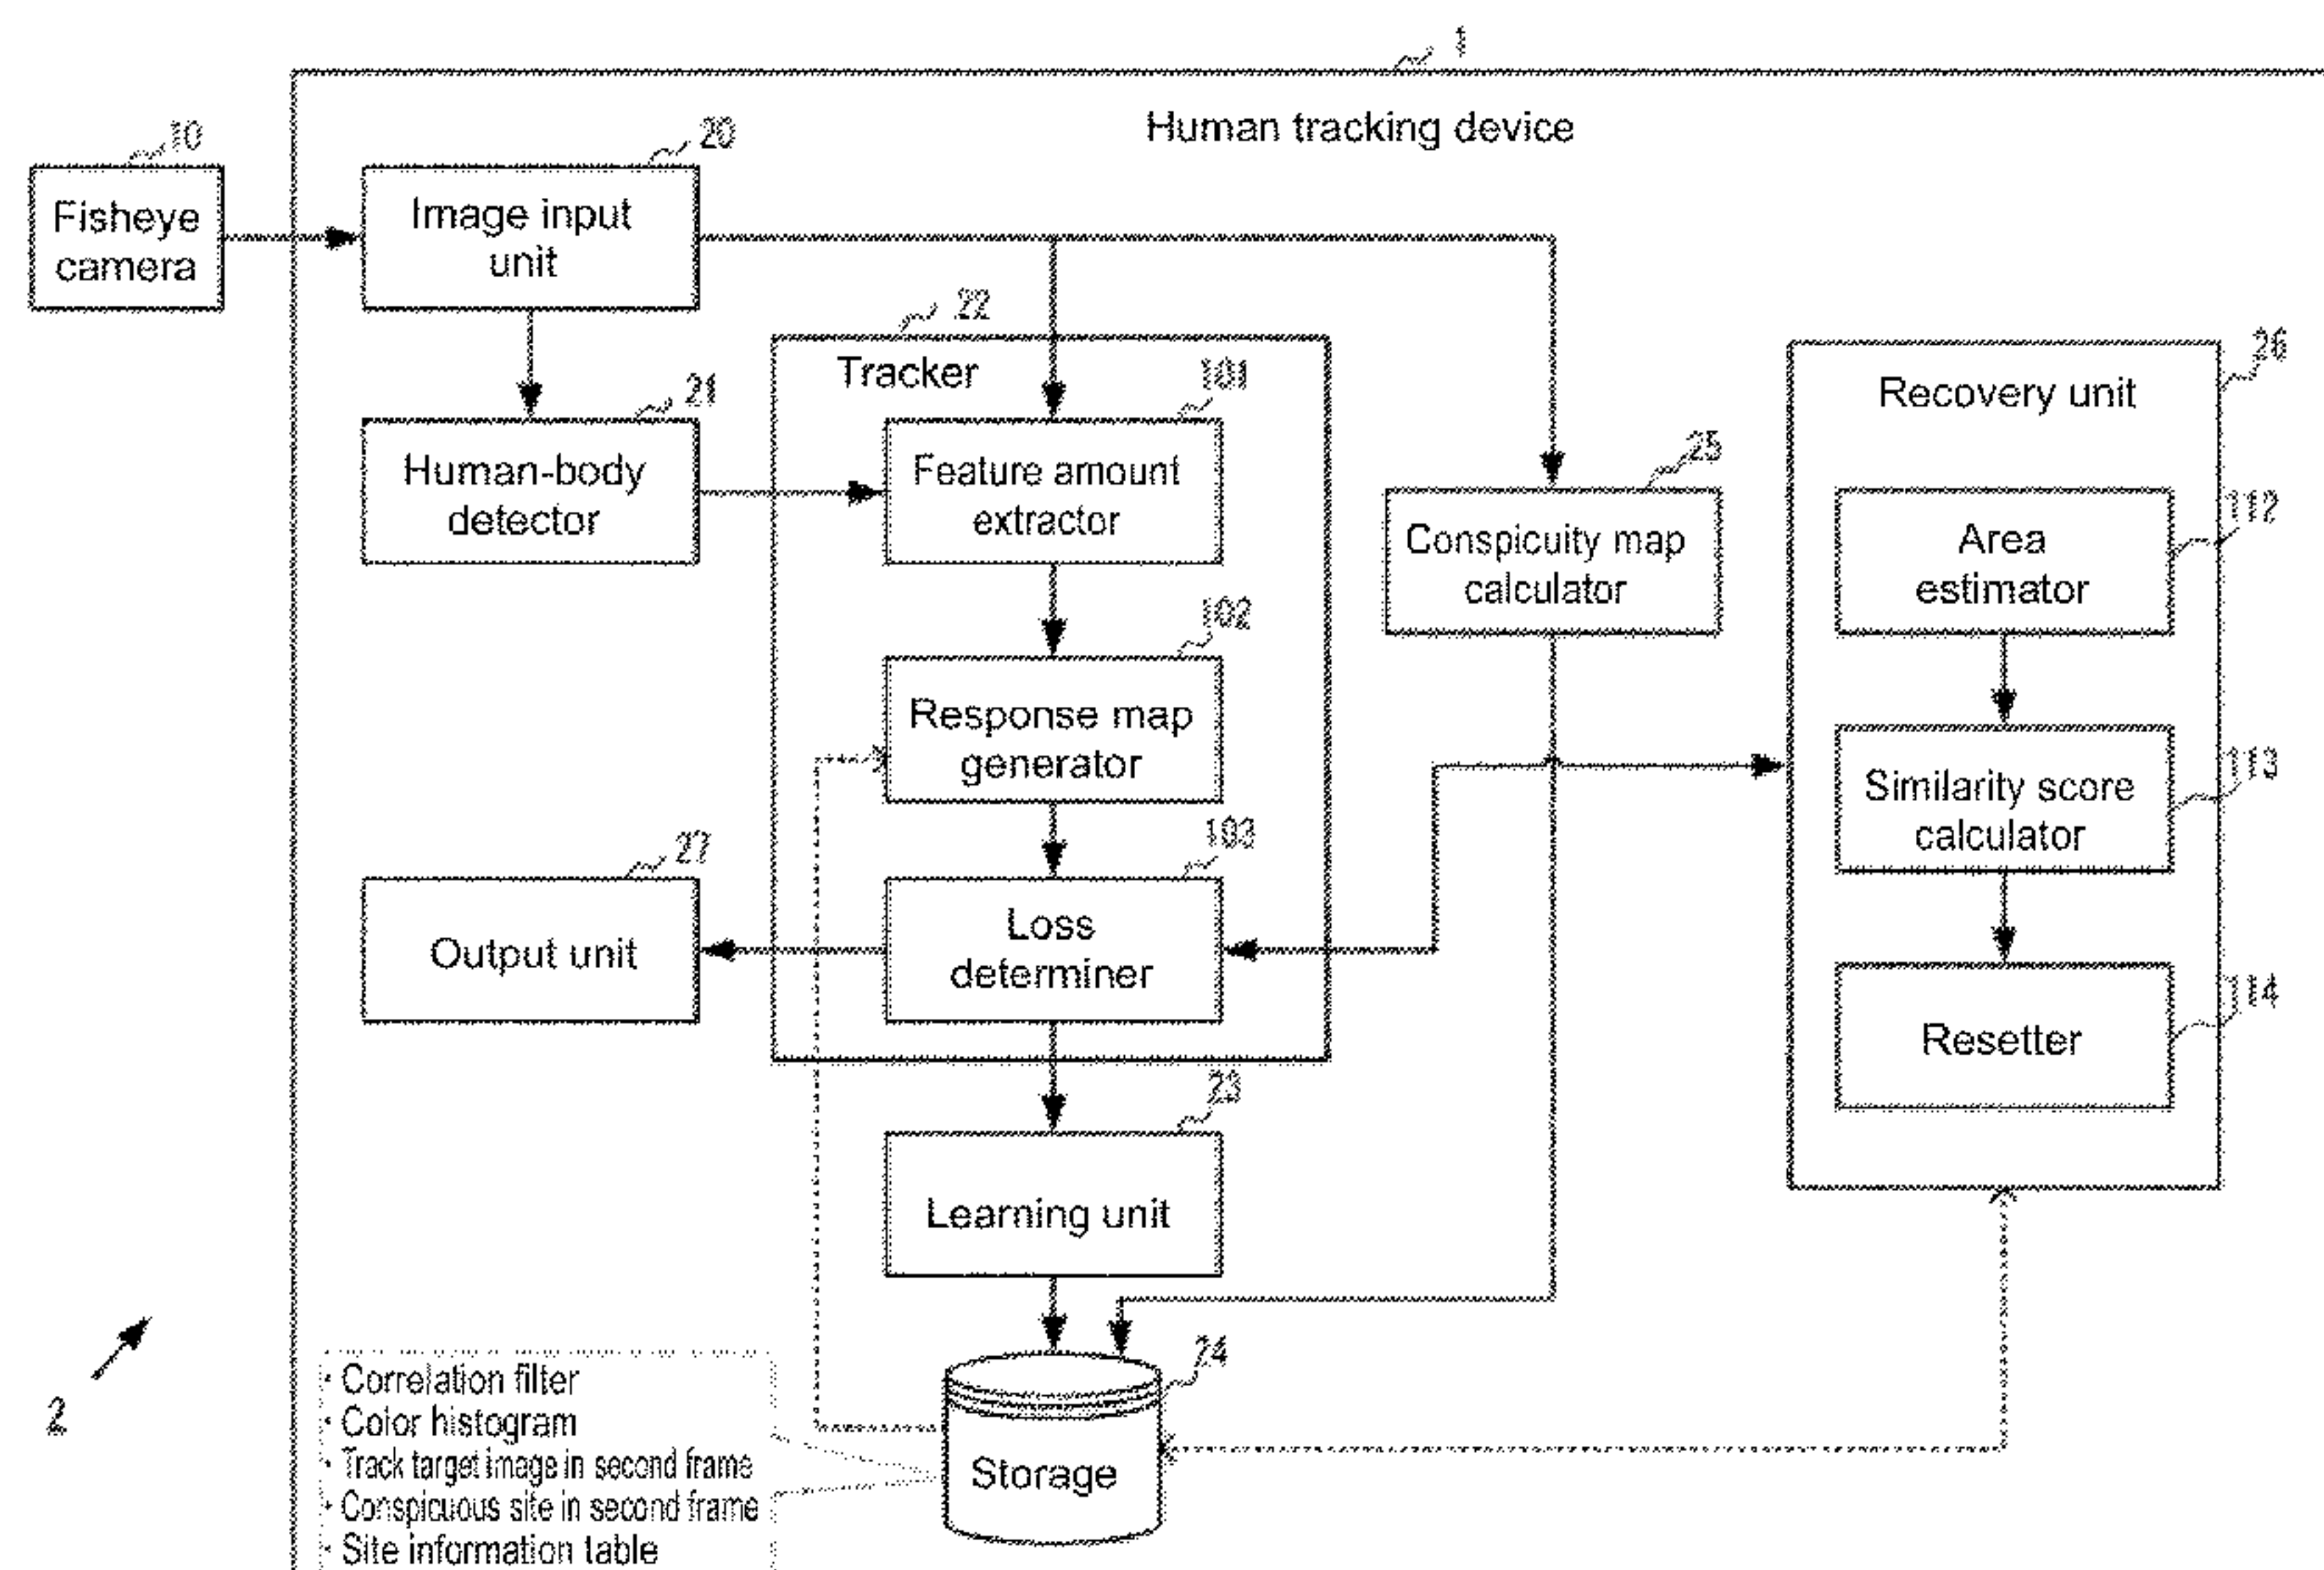 1
Human tracking device
10
Fisheye
camera
20
Image input
unit
22
Tracker
21
Human-body
detector
101
Feature amount
extractor
25
Conspicuity map
calculator
26
Recovery unit
112
Area
estimator
102
Response map
generator
113
Similarity score
calculator
27
Output unit
103
Loss
determiner
114
Resetter
23
Learning unit
24
Storage
2
· Correlation filter
· Color histogram
· Track target image in second frame
· Conspicuous site in second frame
· Site information table